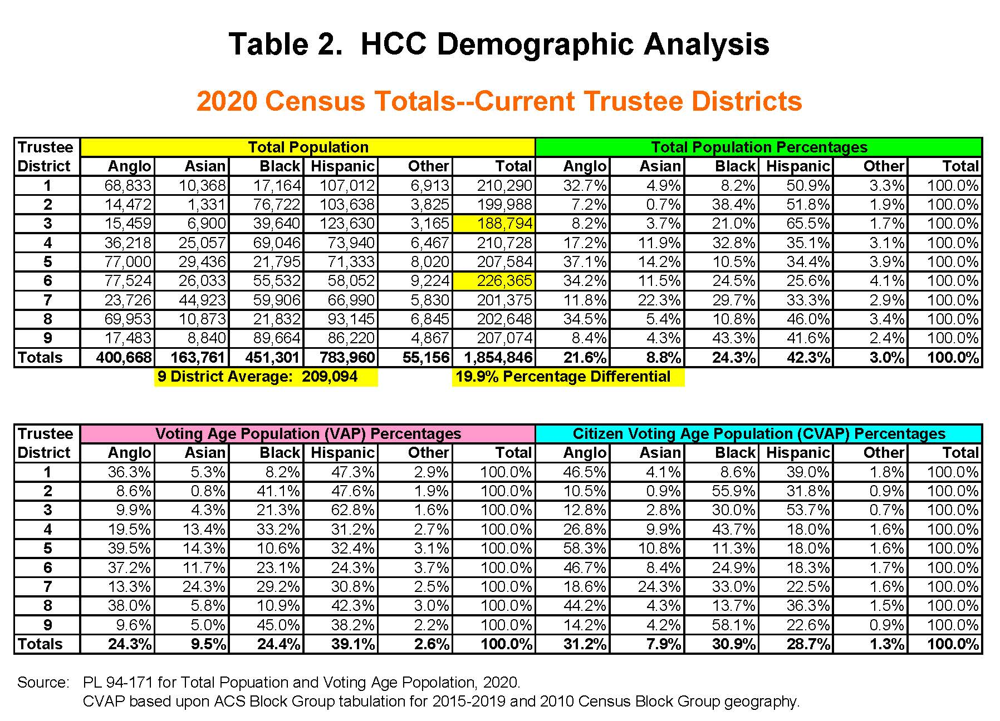 Table 2. HCC Demographic Analysis
2020 Census Totals--Current Trustee Districts
Trustee Total Population Total Population Percentages
District Anglo Asian Black Hispanic Other Total Anglo Asian Black Hispanic Other Total
1 68,833 10,368 17,164 107,012 6,913 210,290 32.7% 4.9% 8.2% 50.9% 3.3% 100.0%
2 14,472 1,331 76,722 103,638 3,825 199,988 7.2% 0.7% 38.4% 51.8% 1.9% 100.0%
3 15,459 6,900 39,640 123,630 3,165 188,794 8.2% 3.7% 21.0% 65.5% 1.7% 100.0%
4 36,218 25,057 69,046 73,940 6,467 210,728 17.2% 11.9% 32.8% 35.1% 3.1% 100.0%
5 77,000 29,436 21,795 71,333 8,020 207,584 37.1% 14.2% 10.5% 34.4% 3.9% 100.0%
6 77,524 26,033 55,532 58,052 9,224 226,365 34.2% 11.5% 24.5% 25.6% 4.1% 100.0%
7 23,726 44,923 59,906 66,990 5,830 201,375 11.8% 22.3% 29.7% 33.3% 2.9% 100.0%
8 69,953 10,873 21,832 93,145 6,845 202,648 34.5% 5.4% 10.8% 46.0% 3.4% 100.0%
9 17,483 8,840 89,664 86,220 4,867 207,074 8.4% 4.3% 43.3% 41.6% 2.4% 100.0%
Totals 400,668 163,761 451,301 783,960 55,156 1,854,846 21.6% 8.8% 24.3% 42.3% 3.0% 100.0%
9 District Average: 209,094 19.9% Percentage Differential
Trustee Voting Age Population (VAP) Percentages Citizen Voting Age Population (CVAP) Percentages
District Anglo Asian Black Hispanic Other Total Anglo Asian Black Hispanic Other Total
1 36.3% 5.3% 8.2% 47.3% 2.9% 100.0% 46.5% 4.1% 8.6% 39.0% 1.8% 100.0%
2 8.6% 0.8% 41.1% 47.6% 1.9% 100.0% 10.5% 0.9% 55.9% 31.8% 0.9% 100.0%
3 9.9% 4.3% 21.3% 62.8% 1.6% 100.0% 12.8% 2.8% 30.0% 53.7% 0.7% 100.0%
4 19.5% 13.4% 33.2% 31.2% 2.7% 100.0% 26.8% 9.9% 43.7% 18.0% 1.6% 100.0%
5 39.5% 14.3% 10.6% 32.4% 3.1% 100.0% 58.3% 10.8% 11.3% 18.0% 1.6% 100.0%
6 37.2% 11.7% 23.1% 24.3% 3.7% 100.0% 46.7% 8.4% 24.9% 18.3% 1.7% 100.0%
7 13.3% 24.3% 29.2% 30.8% 2.5% 100.0% 18.6% 24.3% 33.0% 22.5% 1.6% 100.0%
8 38.0% 5.8% 10.9% 42.3% 3.0% 100.0% 44.2% 4.3% 13.7% 36.3% 1.5% 100.0%
9 9.6% 5.0% 45.0% 38.2% 2.2% 100.0% 14.2% 4.2% 58.1% 22.6% 0.9% 100.0%
Totals 24.3% 9.5% 24.4% 39.1% 2.6% 100.0% 31.2% 7.9% 30.9% 28.7% 1.3% 100.0%
Source: PL 94-171 for Total Popuation and Voting Age Popolation, 2020.
CVAP based upon ACS Block Group tabulation for 2015-2019 and 2010 Census Block Group geography.